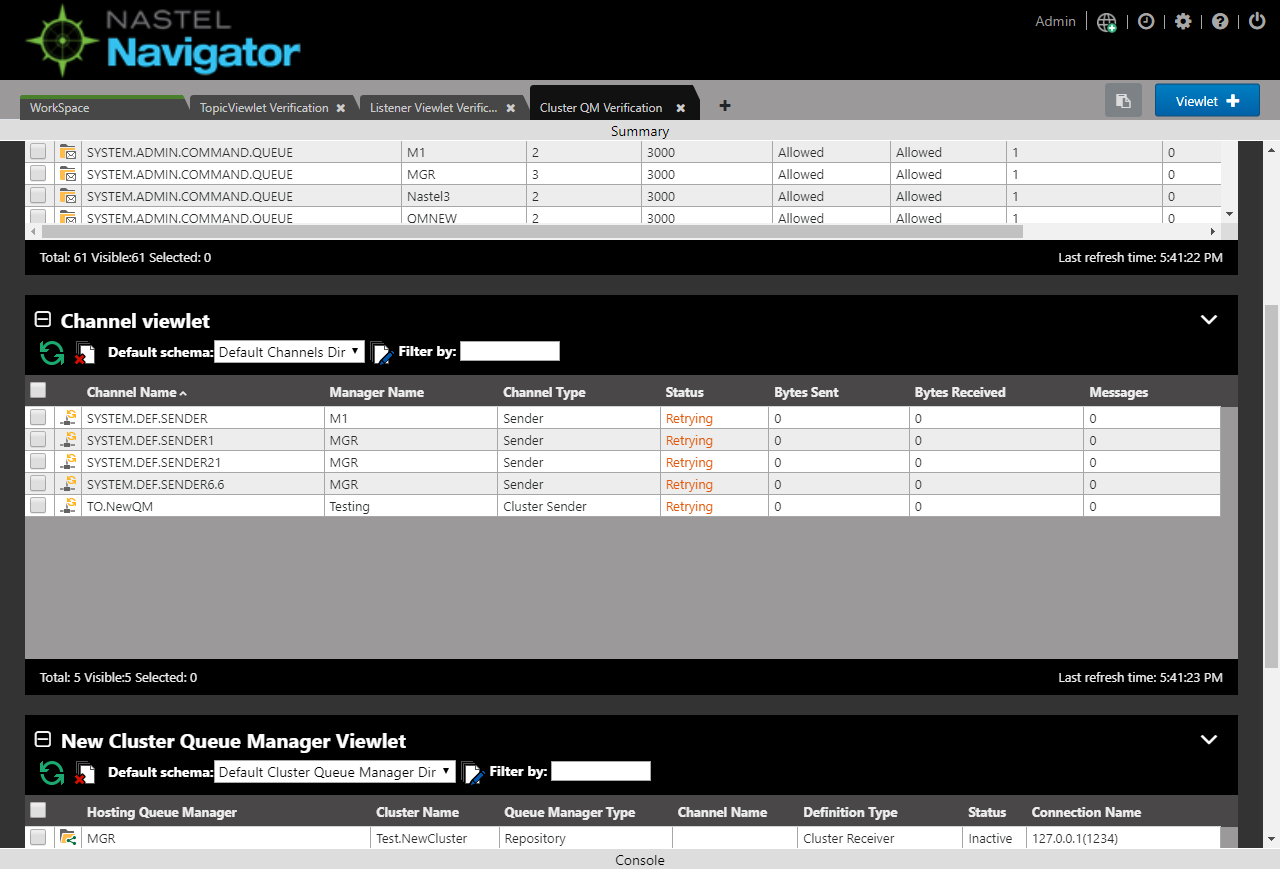 NASTEL
Navigator
Admin
WorkSpace TopicViewlet Verification Listener Viewlet Verific... Cluster QM Verification Viewlet
Summary
SYSTEM.ADMIN.COMMAND.QUEUE M1 2 3000 Allowed Allowed 1 0
SYSTEM.ADMIN.COMMAND.QUEUE MGR 3 3000 Allowed Allowed 1 0
SYSTEM.ADMIN.COMMAND.QUEUE Nastel3 2 3000 Allowed Allowed 1 0
SYSTEM.ADMIN.COMMAND.QUEUE QMNEW 2 3000 Allowed Allowed 1 0
Total: 61 Visible:61 Selected: 0 Last refresh time: 5:41:22 PM
Channel viewlet
Default schema: Default Channels Dir Filter by:
Channel Name Manager Name Channel Type Status Bytes Sent Bytes Received Messages
SYSTEM.DEF.SENDER M1 Sender Retrying 0 0 0
SYSTEM.DEF.SENDER1 MGR Sender Retrying 0 0 0
SYSTEM.DEF.SENDER21 MGR Sender Retrying 0 0 0
SYSTEM.DEF.SENDER6.6 MGR Sender Retrying 0 0 0
TO.NewQM Testing Cluster Sender Retrying 0 0 0
Total: 5 Visible:5 Selected: 0 Last refresh time: 5:41:23 PM
New Cluster Queue Manager Viewlet
Default schema: Default Cluster Queue Manager Dir Filter by:
Hosting Queue Manager Cluster Name Queue Manager Type Channel Name Definition Type Status Connection Name
MGR Test.NewCluster Repository Cluster Receiver Inactive 127.0.0.1(1234)
Console